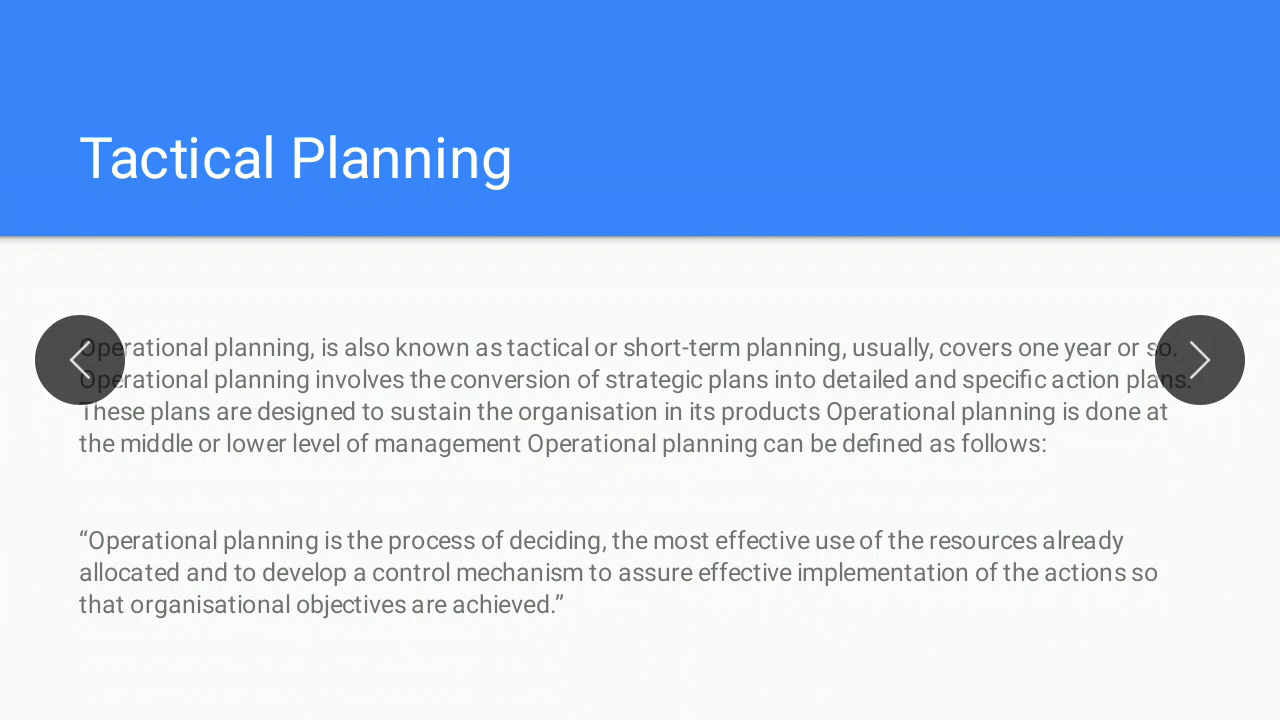 Tactical Planning
Operational planning, is also known as tactical or short-term planning, usually, covers one year or so.
Operational planning involves the conversion of strategic plans into detailed and specific action plans.
These plans are designed to sustain the organisation in its products Operational planning is done at
the middle or lower level of management Operational planning can be defined as follows:
“Operational planning is the process of deciding, the most effective use of the resources already
allocated and to develop a control mechanism to assure effective implementation of the actions so
that organisational objectives are achieved.”